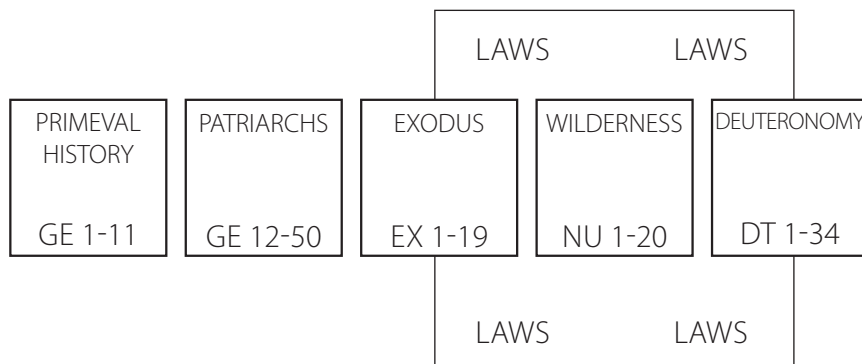 LAWS LAWS
PRIMEVAL HISTORY
GE 1-11
PATRIARCHS
GE 12-50
EXODUS
EX 1-19
WILDERNESS
NU 1-20
DEUTERONOMY
DT 1-34
LAWS LAWS